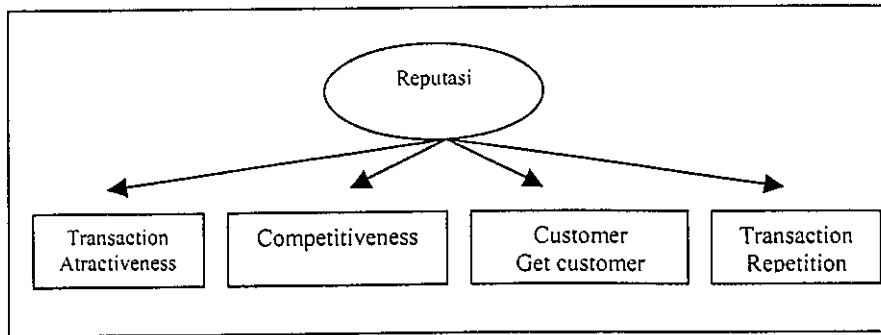 Reputasi
Transaction
Atractiveness
Competitiveness
Customer
Get customer
Transaction
Repetition